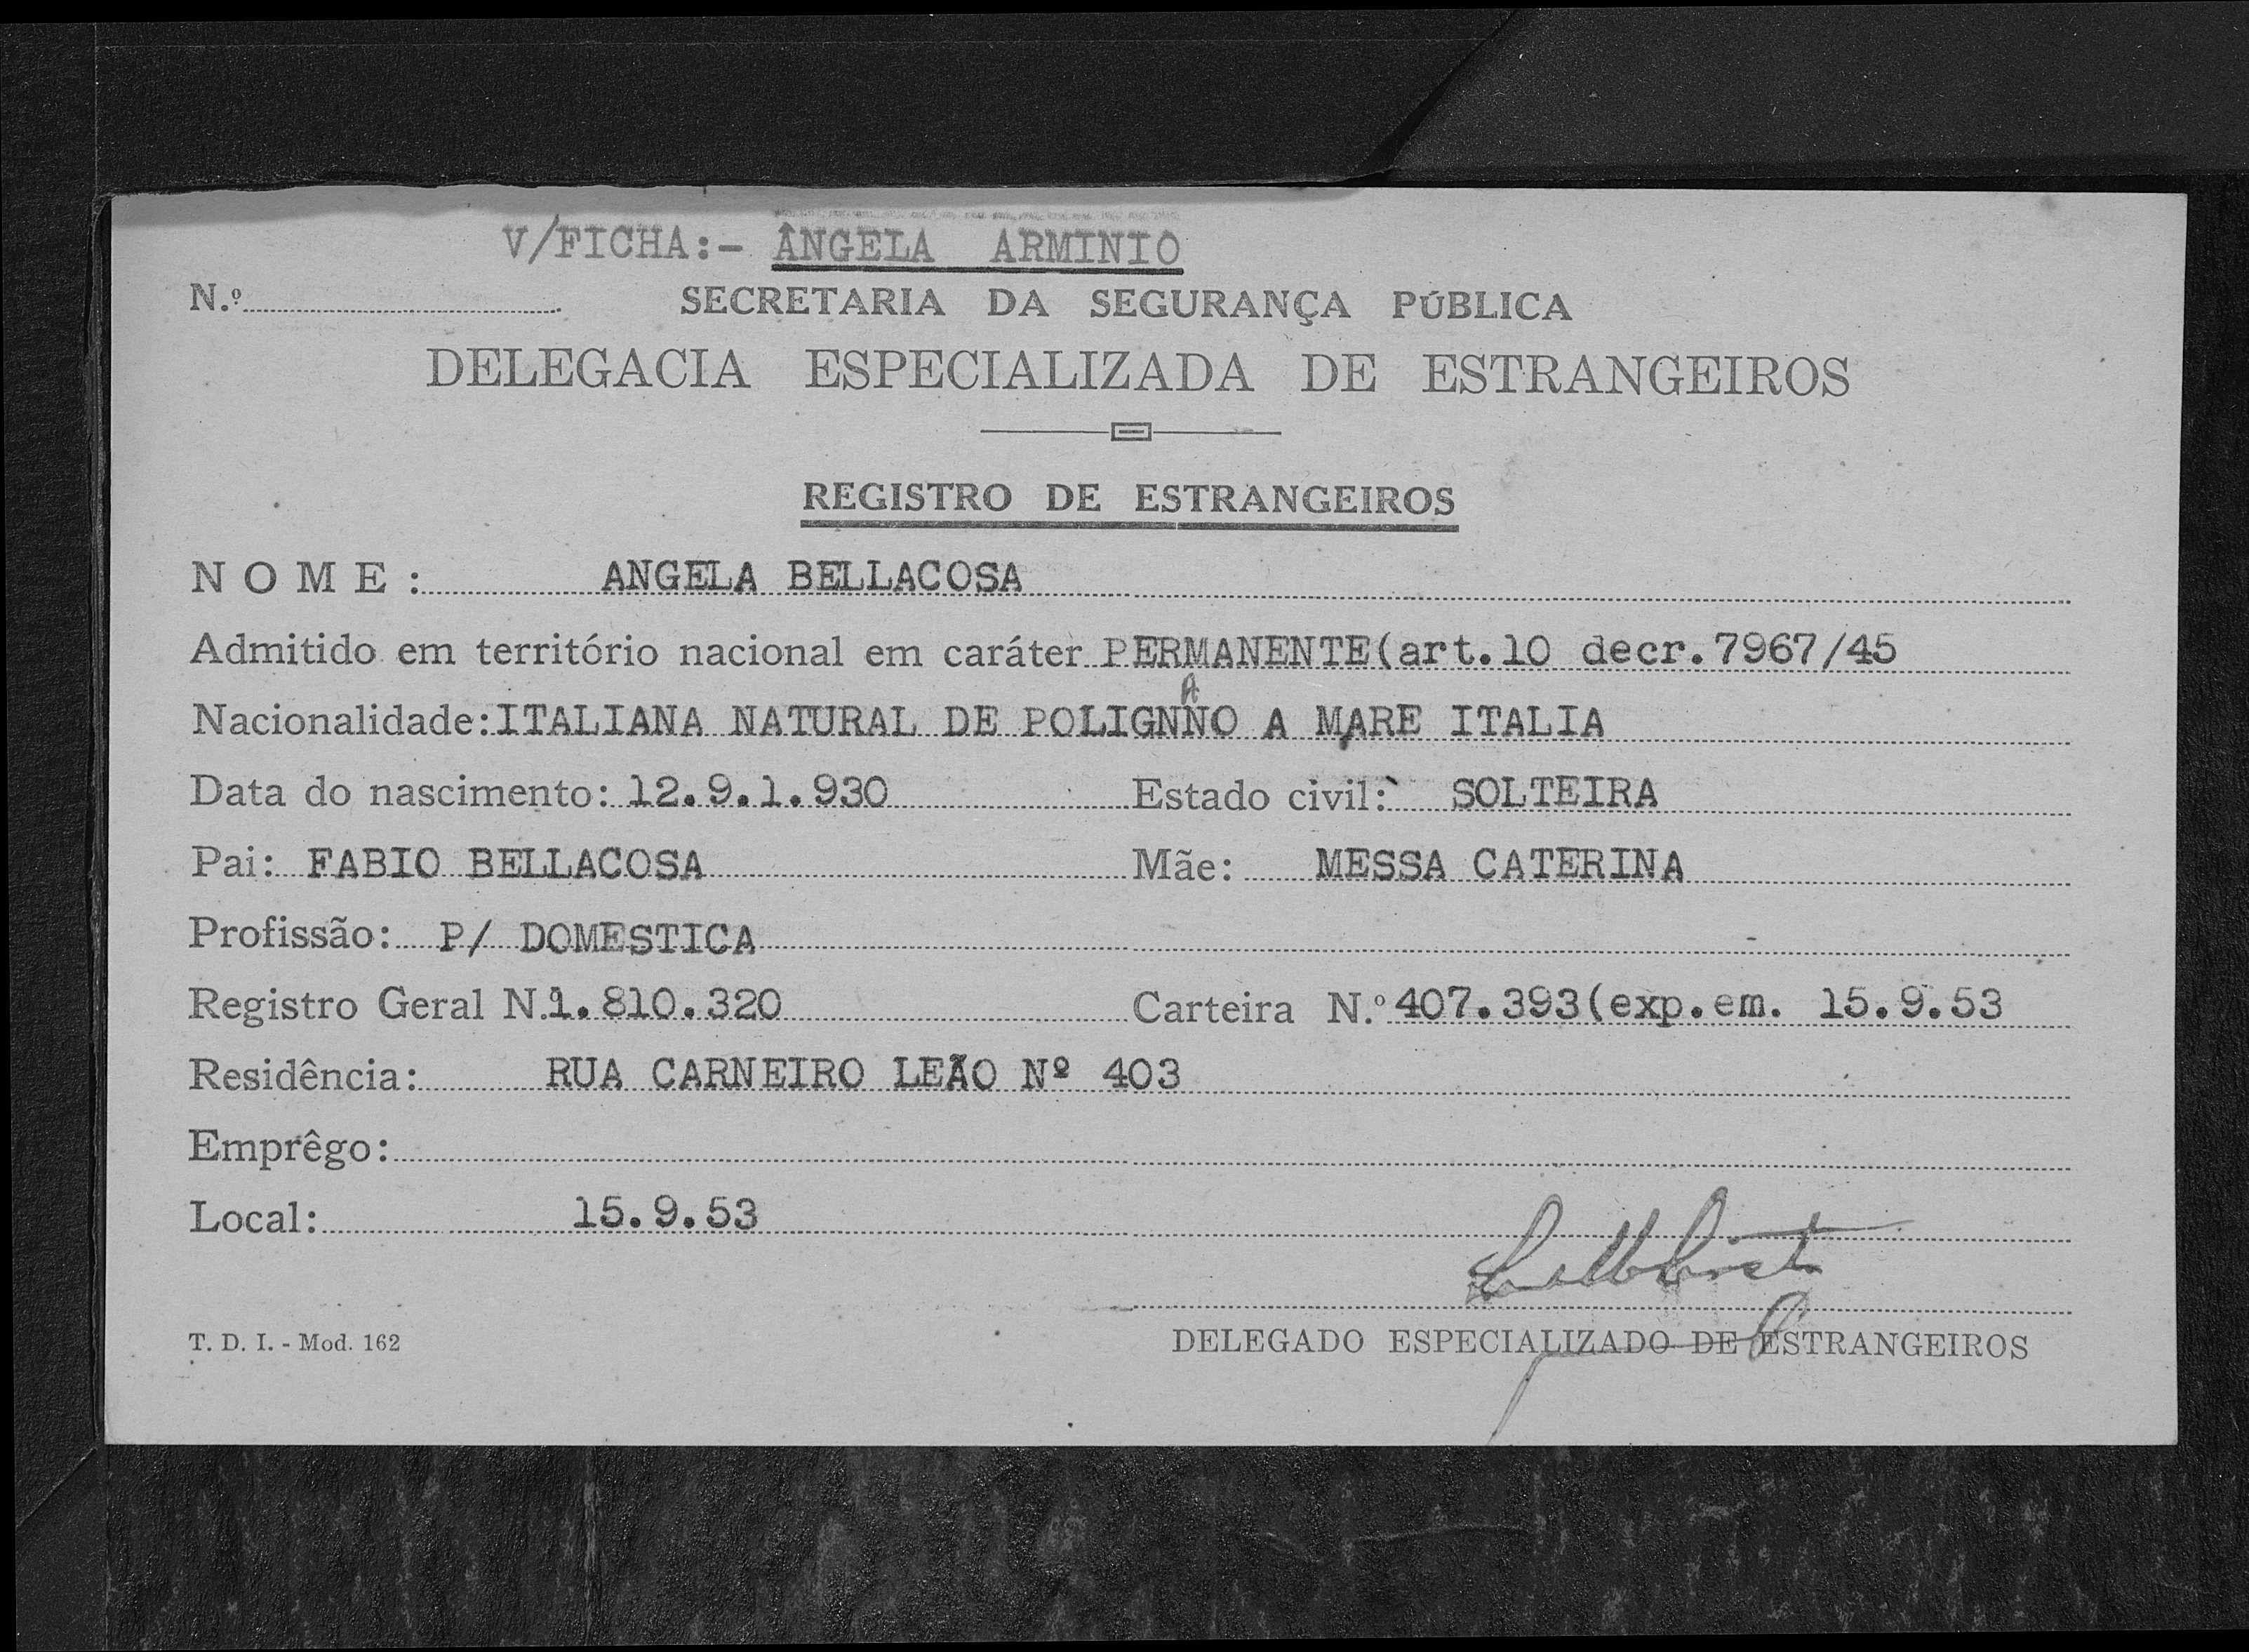 V/FICHA:- ÂNGELA ARMINIO
N.º SECRETARIA DA SEGURANÇA PÚBLICA
DELEGACIA ESPECIALIZADA DE ESTRANGEIROS
REGISTRO DE ESTRANGEIROS
NOME: ANGELA BELLACOSA
Admitido em território nacional em caráter PERMANENTE(art.10 decr.7967/45
A
Nacionalidade: ITALIANA NATURAL DE POLIGNNO A MARE ITALIA
Data do nascimento: 12.9.1.930 Estado civil: SOLTEIRA
Pai: FABIO BELLACOSA Mãe: MESSA CATERINA
Profissão: P/ DOMESTICA
Registro Geral N.º 1.810.320 Carteira N.º 407.393(exp.em. 15.9.53
Residência: RUA CARNEIRO LEÃO Nº 403
Emprêgo:
Local: 15.9.53
T. D. I. - Mod. 162 DELEGADO ESPECIALIZADO DE ESTRANGEIROS